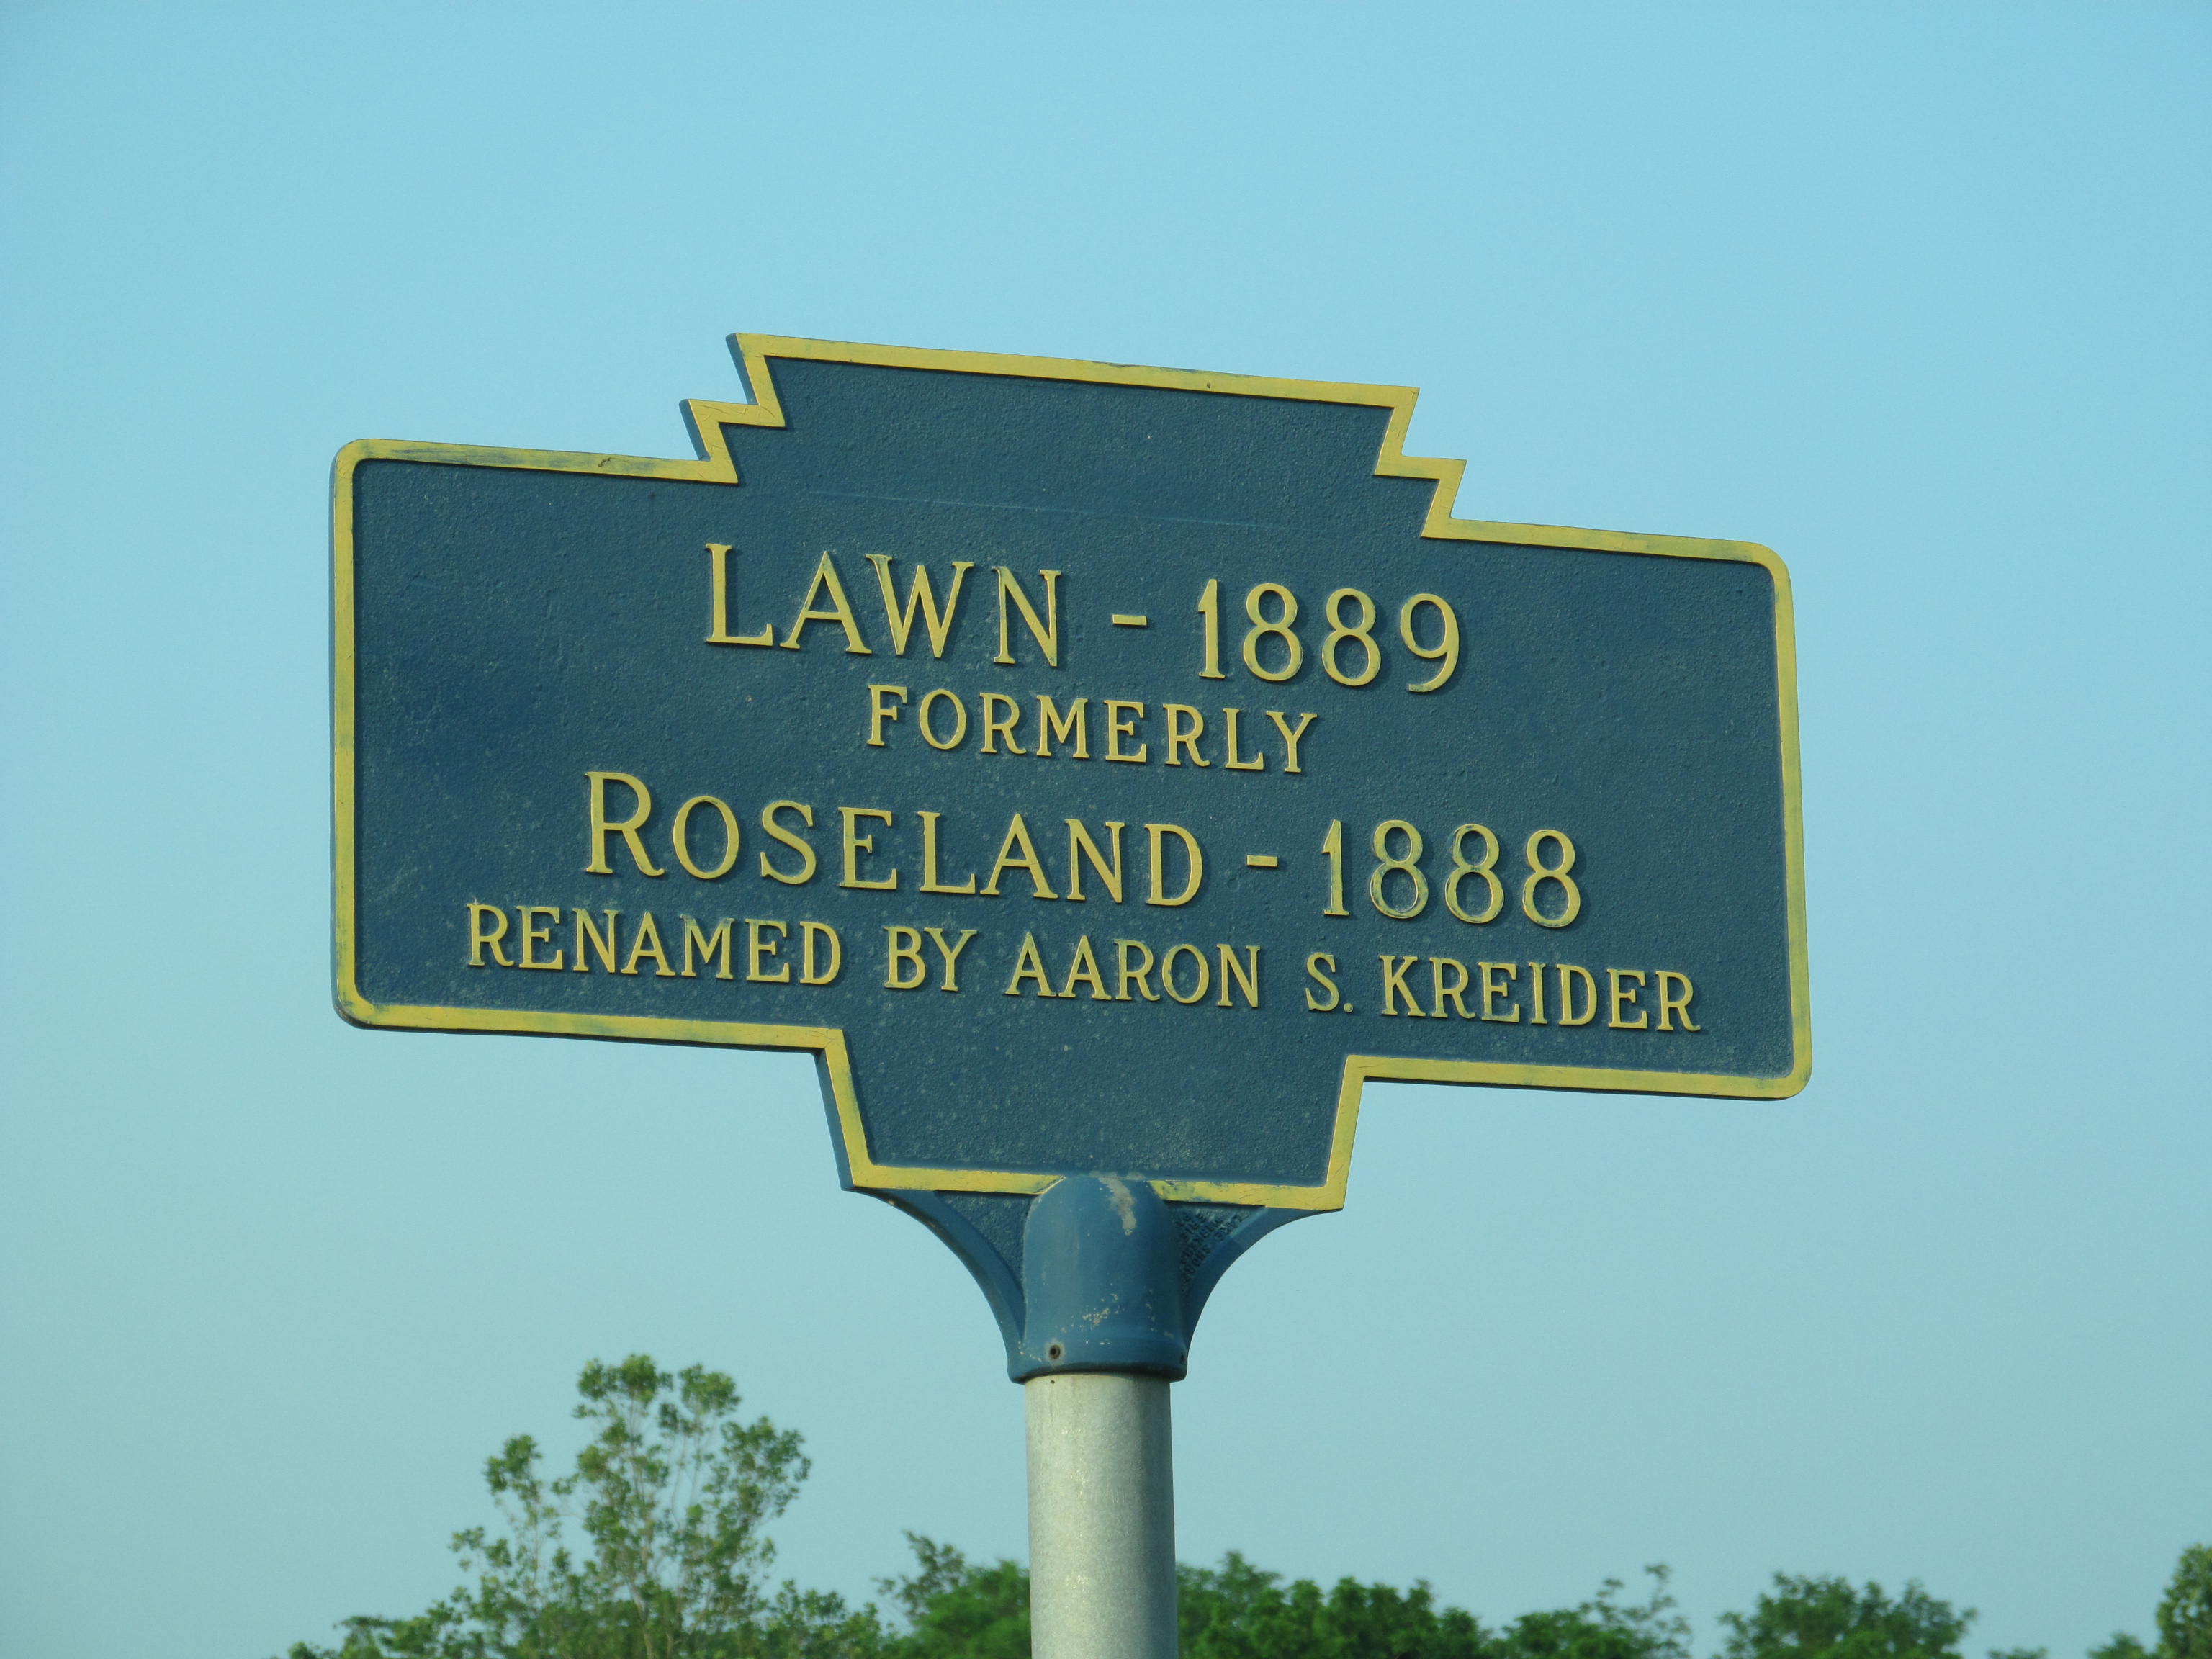 LAWN - 1889
FORMERLY
ROSELAND - 1888
RENAMED BY AARON S. KREIDER